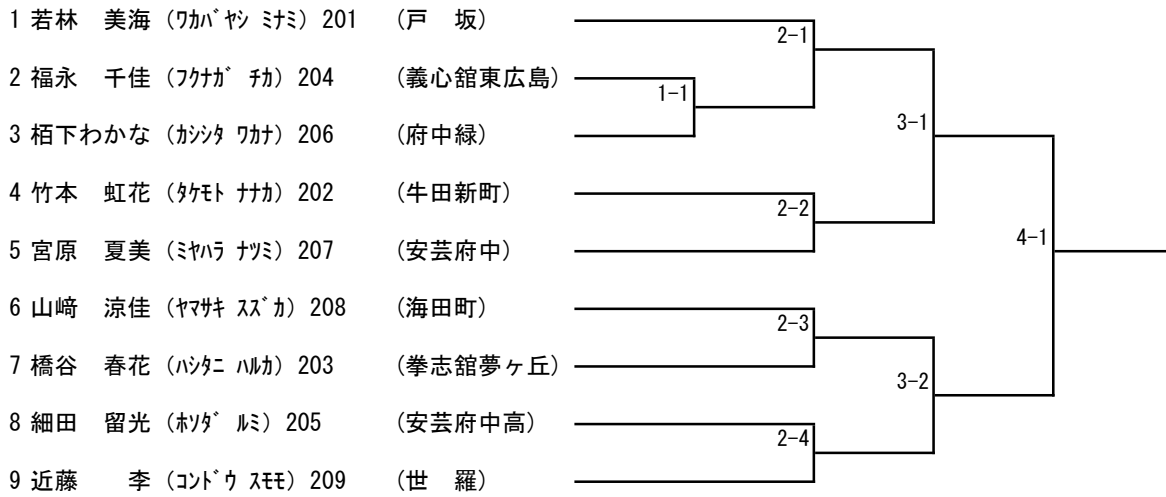 1 若林　美海 (ﾜｶﾊﾞﾔｼ ﾐﾅﾐ) 201 (戸　坂)
2-1
2 福永　千佳 (ﾌｸﾅｶﾞ ﾁｶ) 204 (義心舘東広島)
1-1
3-1
3 栢下わかな (ｶｼｼﾀ ﾜｶﾅ) 206 (府中緑)
4 竹本　虹花 (ﾀｹﾓﾄ ﾅﾅｶ) 202 (牛田新町)
2-2
4-1
5 宮原　夏美 (ﾐﾔﾊﾗ ﾅﾂﾐ) 207 (安芸府中)
6 山﨑　涼佳 (ﾔﾏｻｷ ｽｽﾞｶ) 208 (海田町)
2-3
7 橋谷　春花 (ﾊｼﾀﾆ ﾊﾙｶ) 203 (拳志舘夢ヶ丘)
3-2
8 細田　留光 (ﾎｿﾀﾞ ﾙﾐ) 205 (安芸府中高)
2-4
9 近藤　　李 (ｺﾝﾄﾞｳ ｽﾓﾓ) 209 (世　羅)